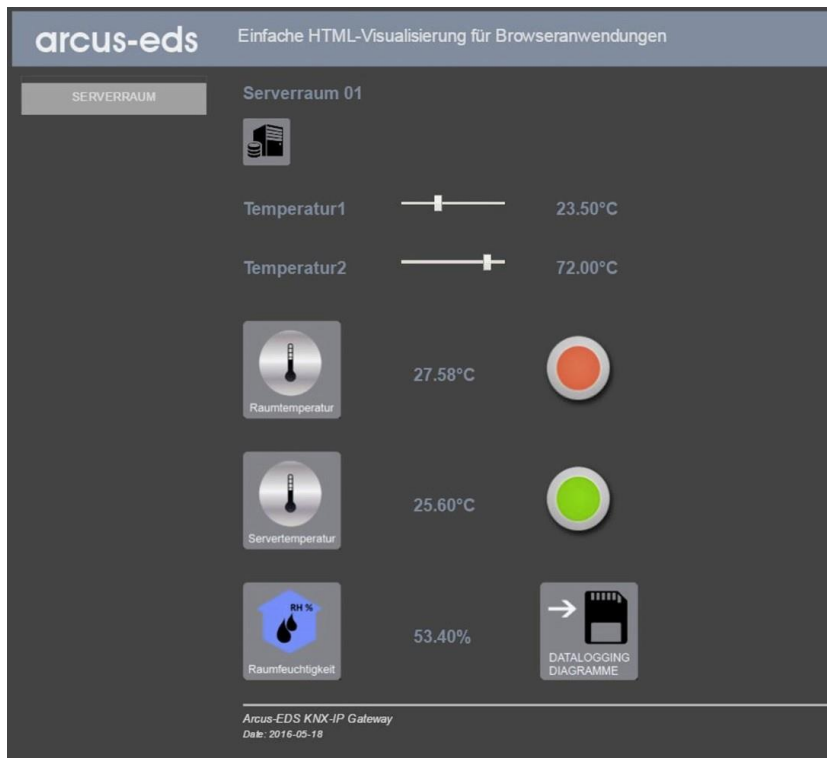 arcus-eds
Einfache HTML-Visualisierung für Browseranwendungen
SERVERRAUM
Serverraum 01
Temperatur1 23.50°C
Temperatur2 72.00°C
27.58°C
Raumtemperatur
25.60°C
Servertemperatur
RH %
53.40%
Raumfeuchtigkeit
DATALOGGING
DIAGRAMME
Arcus-EDS KNX-IP Gateway
Date: 2016-05-18